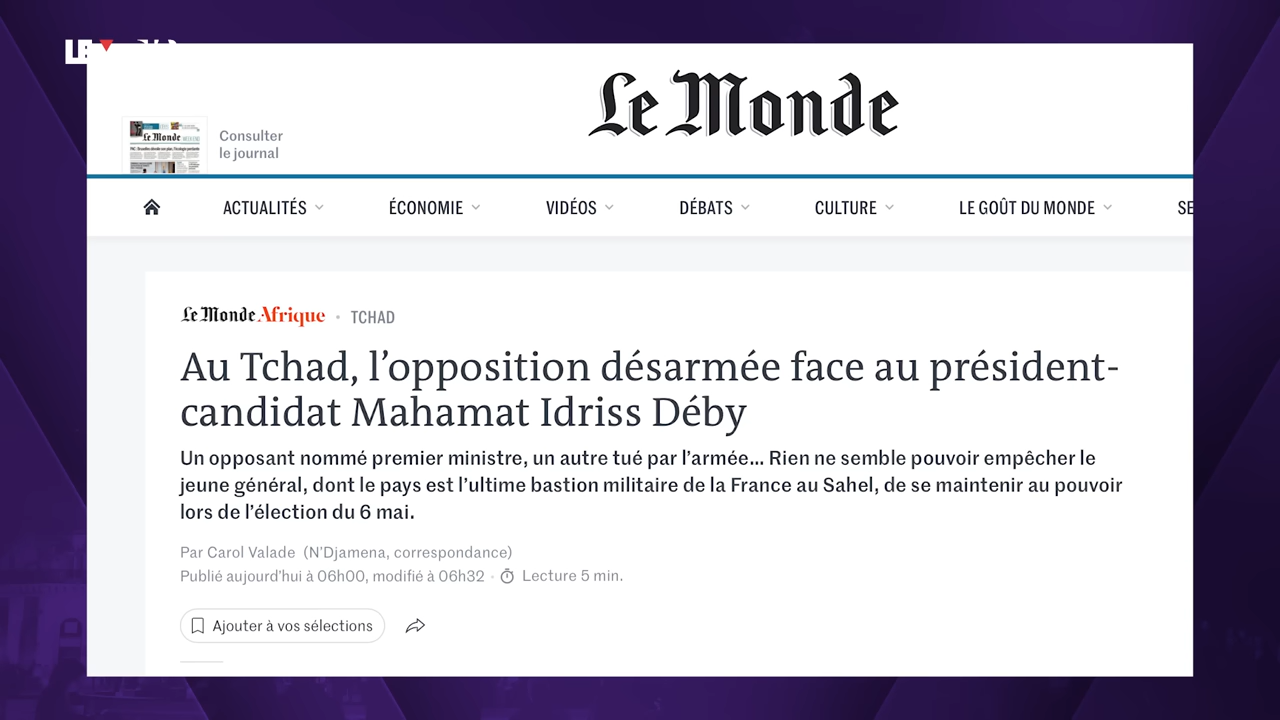 LE
Le Monde
Le Monde
Consulter
le journal
ACTUALITÉS
ÉCONOMIE
VIDÉOS
DÉBATS
CULTURE
LE GOÛT DU MONDE
SE
Le Monde Afrique • TCHAD
Au Tchad, l’opposition désarmée face au président-
candidat Mahamat Idriss Déby
Un opposant nommé premier ministre, un autre tué par l’armée... Rien ne semble pouvoir empêcher le
jeune général, dont le pays est l’ultime bastion militaire de la France au Sahel, de se maintenir au pouvoir
lors de l’élection du 6 mai.
Par Carol Valade (N’Djamena, correspondance)
Publié aujourd’hui à 06h00, modifié à 06h32 · Lecture 5 min.
Ajouter à vos sélections